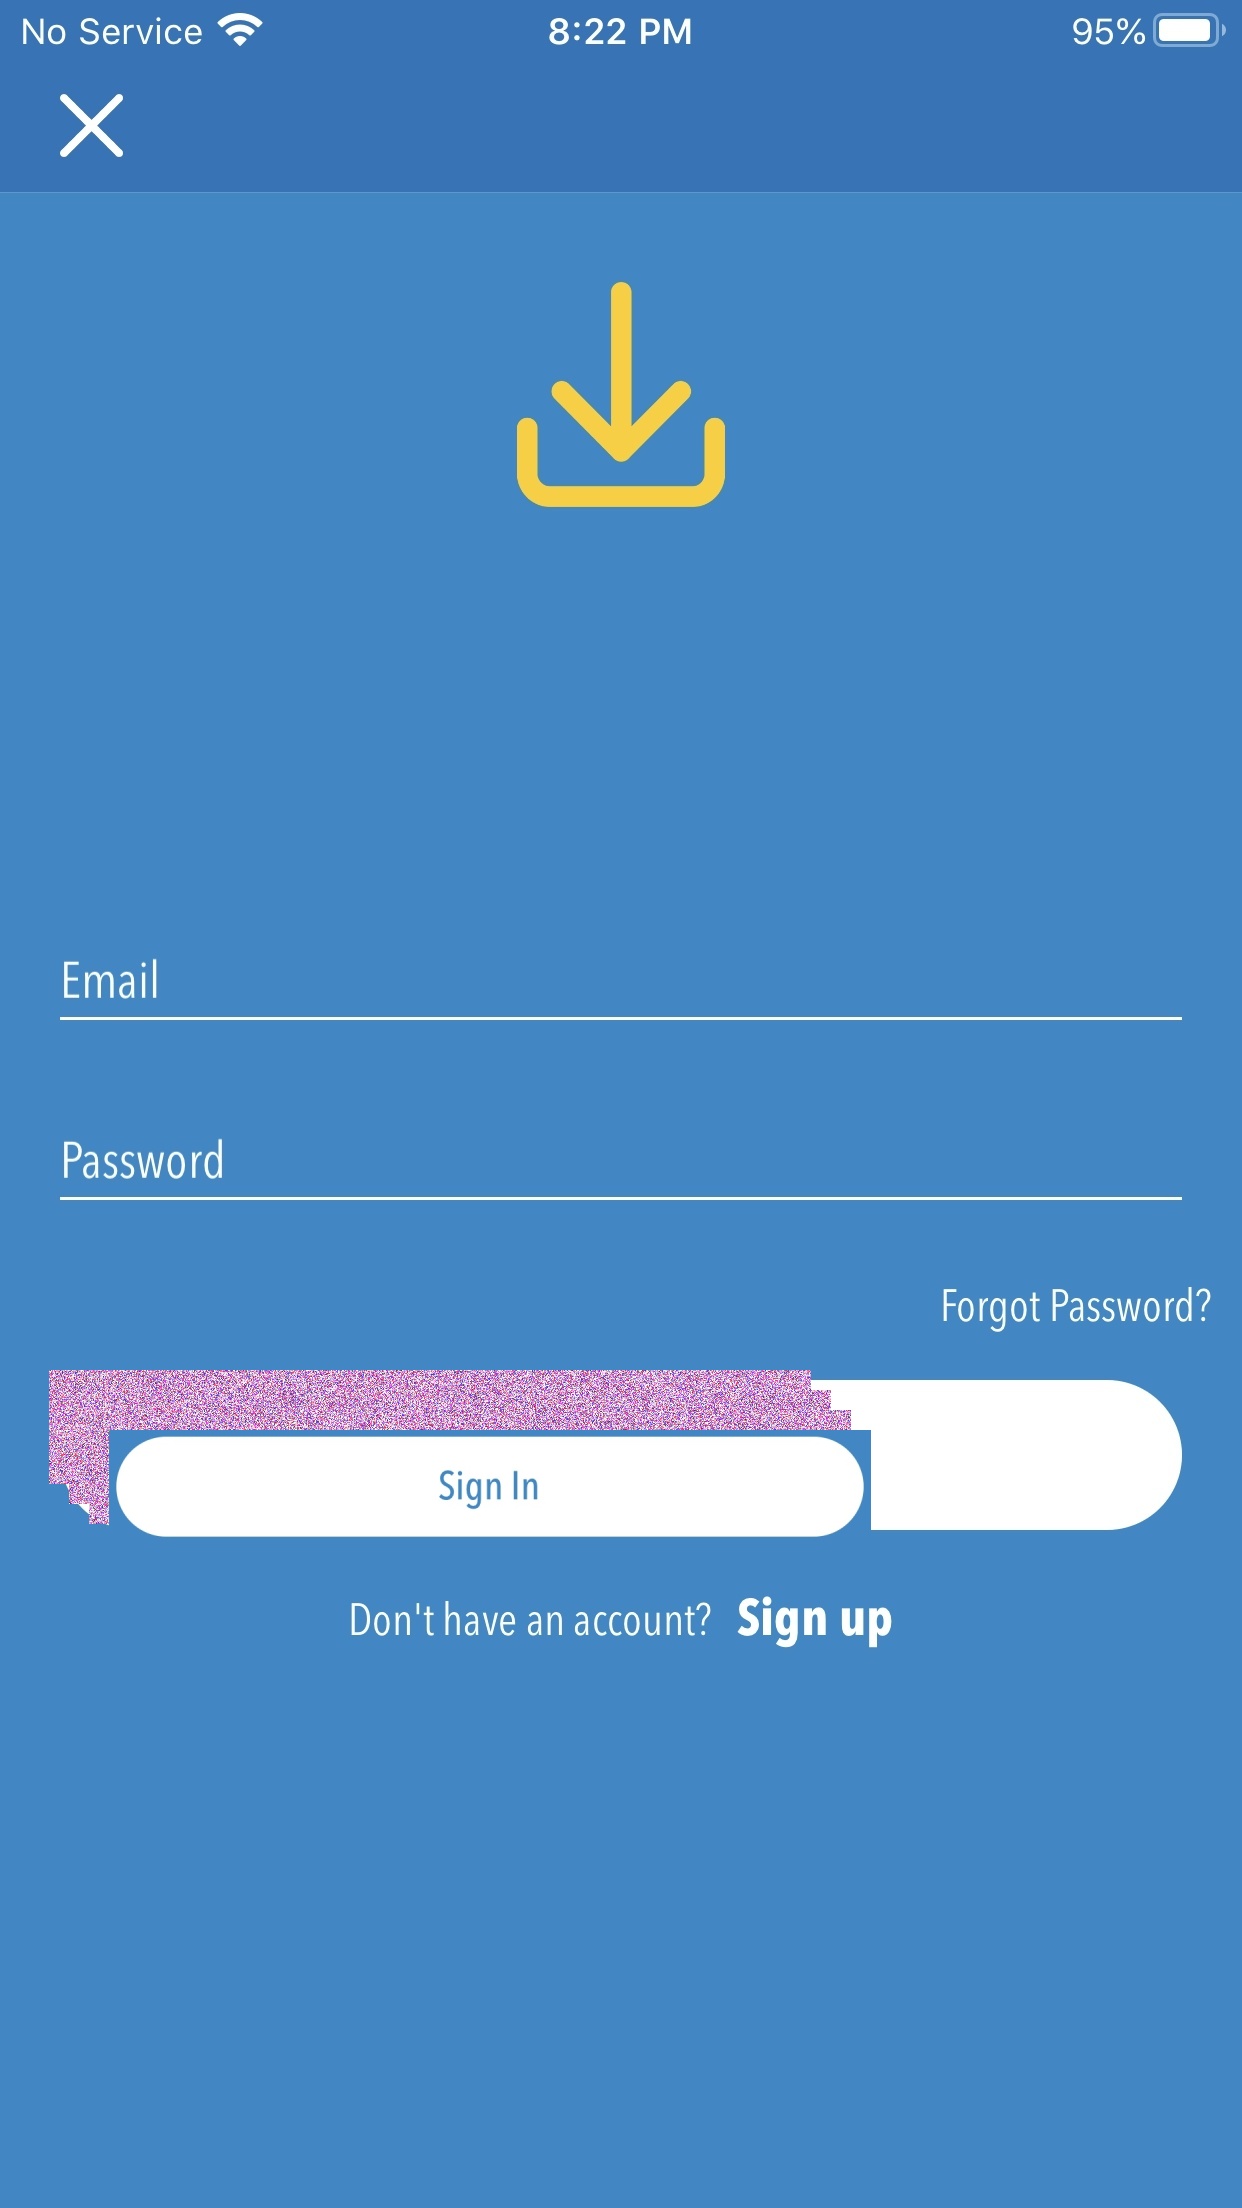 No Service 8:22 PM 95%
Email
Password
Forgot Password?
Sign In
Don't have an account? Sign up